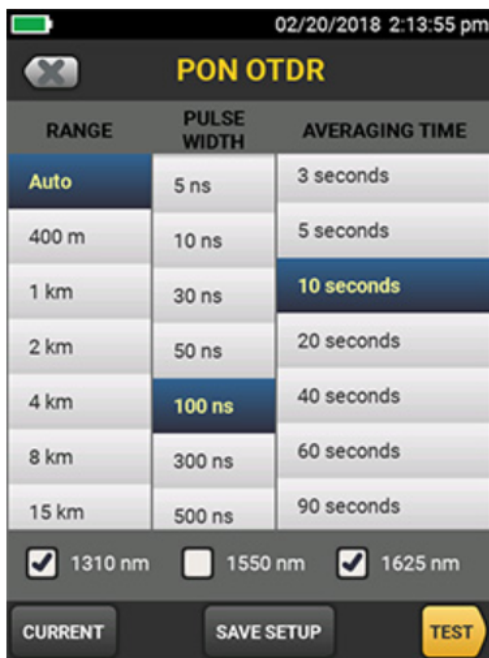 02/20/2018 2:13:55 pm
PON OTDR
RANGE
PULSE
WIDTH
AVERAGING TIME
Auto
5 ns
3 seconds
400 m
10 ns
5 seconds
1 km
30 ns
10 seconds
2 km
50 ns
20 seconds
4 km
100 ns
40 seconds
8 km
300 ns
60 seconds
15 km
500 ns
90 seconds
1310 nm
1550 nm
1625 nm
CURRENT
SAVE SETUP
TEST